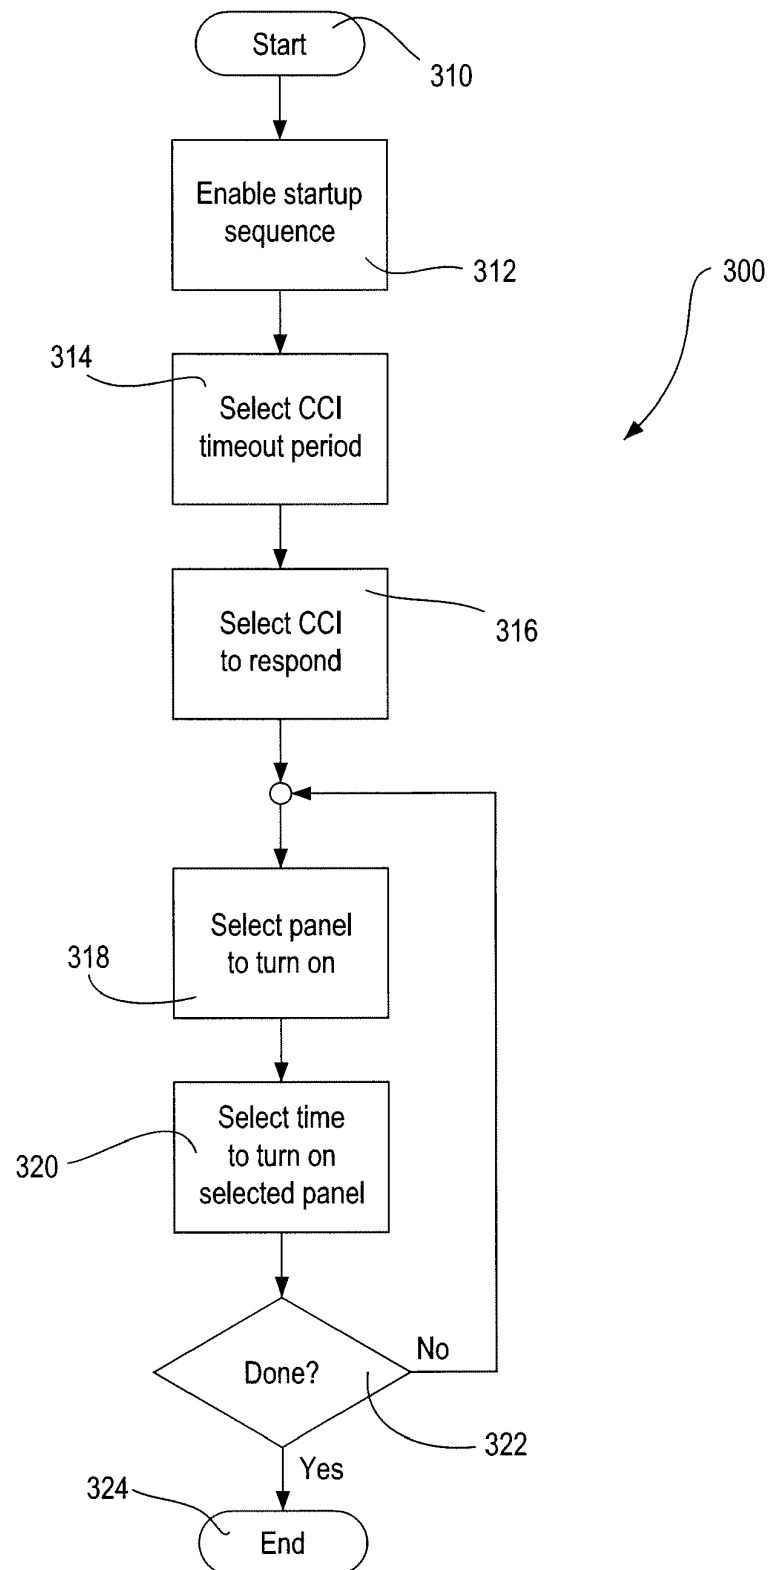 Start
310
Enable startup
sequence
312
300
314
Select CCI
timeout period
Select CCI
to respond
316
Select panel
to turn on
318
Select time
to turn on
selected panel
320
Done?
No
322
Yes
324
End